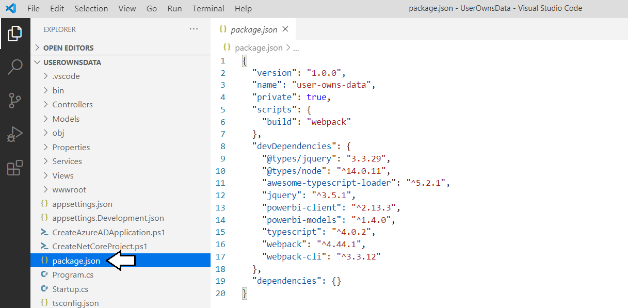 File Edit Selection View Go Run Terminal Help package.json - UserOwnsData - Visual Studio Code
EXPLORER
OPEN EDITORS
USEROWNSDATA
.vscode
bin
Controllers
Models
obj
Properties
Services
Views
wwwroot
{} appsettings.json
{} appsettings.Development.json
CreateAzureADApplication.ps1
CreateNetCoreProject.ps1
{} package.json
C# Program.cs
C# Startup.cs
tsconfig.json
{} package.json
{} package.json > ...
1 {
2 "version": "1.0.0",
3 "name": "user-owns-data",
4 "private": true,
5 "scripts": {
6 "build": "webpack"
7 },
8 "devDependencies": {
9 "@types/jquery": "3.3.29",
10 "@types/node": "^14.0.11",
11 "awesome-typescript-loader": "^5.2.1",
12 "jquery": "^3.5.1",
13 "powerbi-client": "^2.13.3",
14 "powerbi-models": "^1.4.0",
15 "typescript": "^4.0.2",
16 "webpack": "^4.44.1",
17 "webpack-cli": "^3.3.12"
18 },
19 "dependencies": {}
20 }